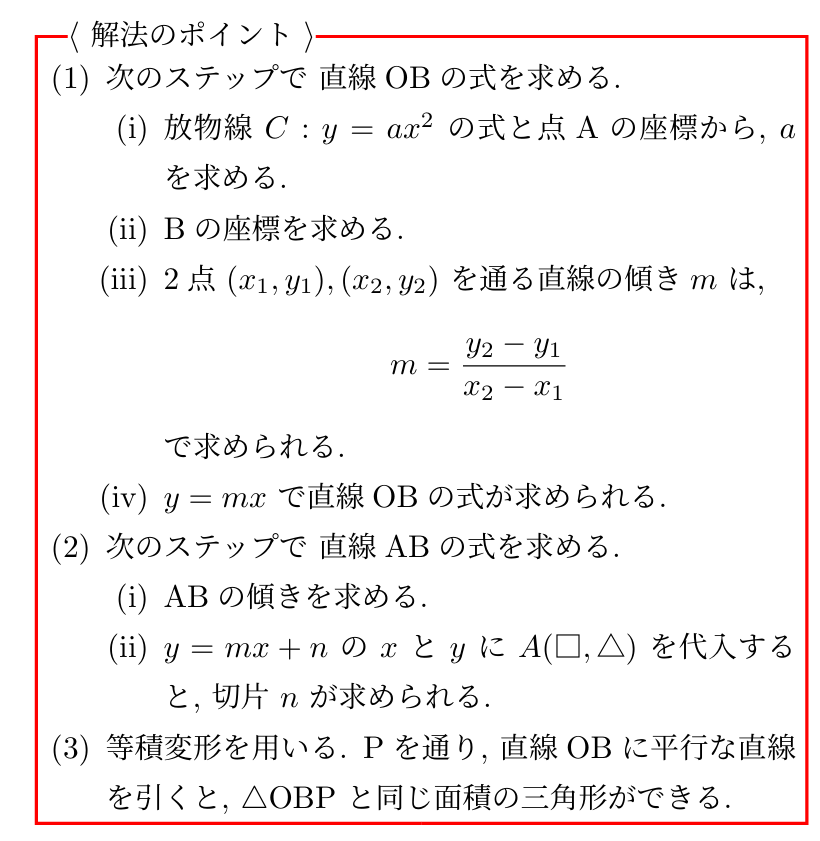 〈 解法のポイント 〉
(1) 次のステップで 直線 OB の式を求める.
(i) 放物線 C : y = ax² の式と点 A の座標から, a
を求める.
(ii) B の座標を求める.
(iii) 2 点 (x₁, y₁), (x₂, y₂) を通る直線の傾き m は,
m = \frac{y₂ − y₁}{x₂ − x₁}
で求められる.
(iv) y = mx で直線 OB の式が求められる.
(2) 次のステップで 直線 AB の式を求める.
(i) AB の傾きを求める.
(ii) y = mx + n の x と y に A(□, △) を代入する
と, 切片 n が求められる.
(3) 等積変形を用いる. P を通り, 直線 OB に平行な直線
を引くと, △OBP と同じ面積の三角形ができる.